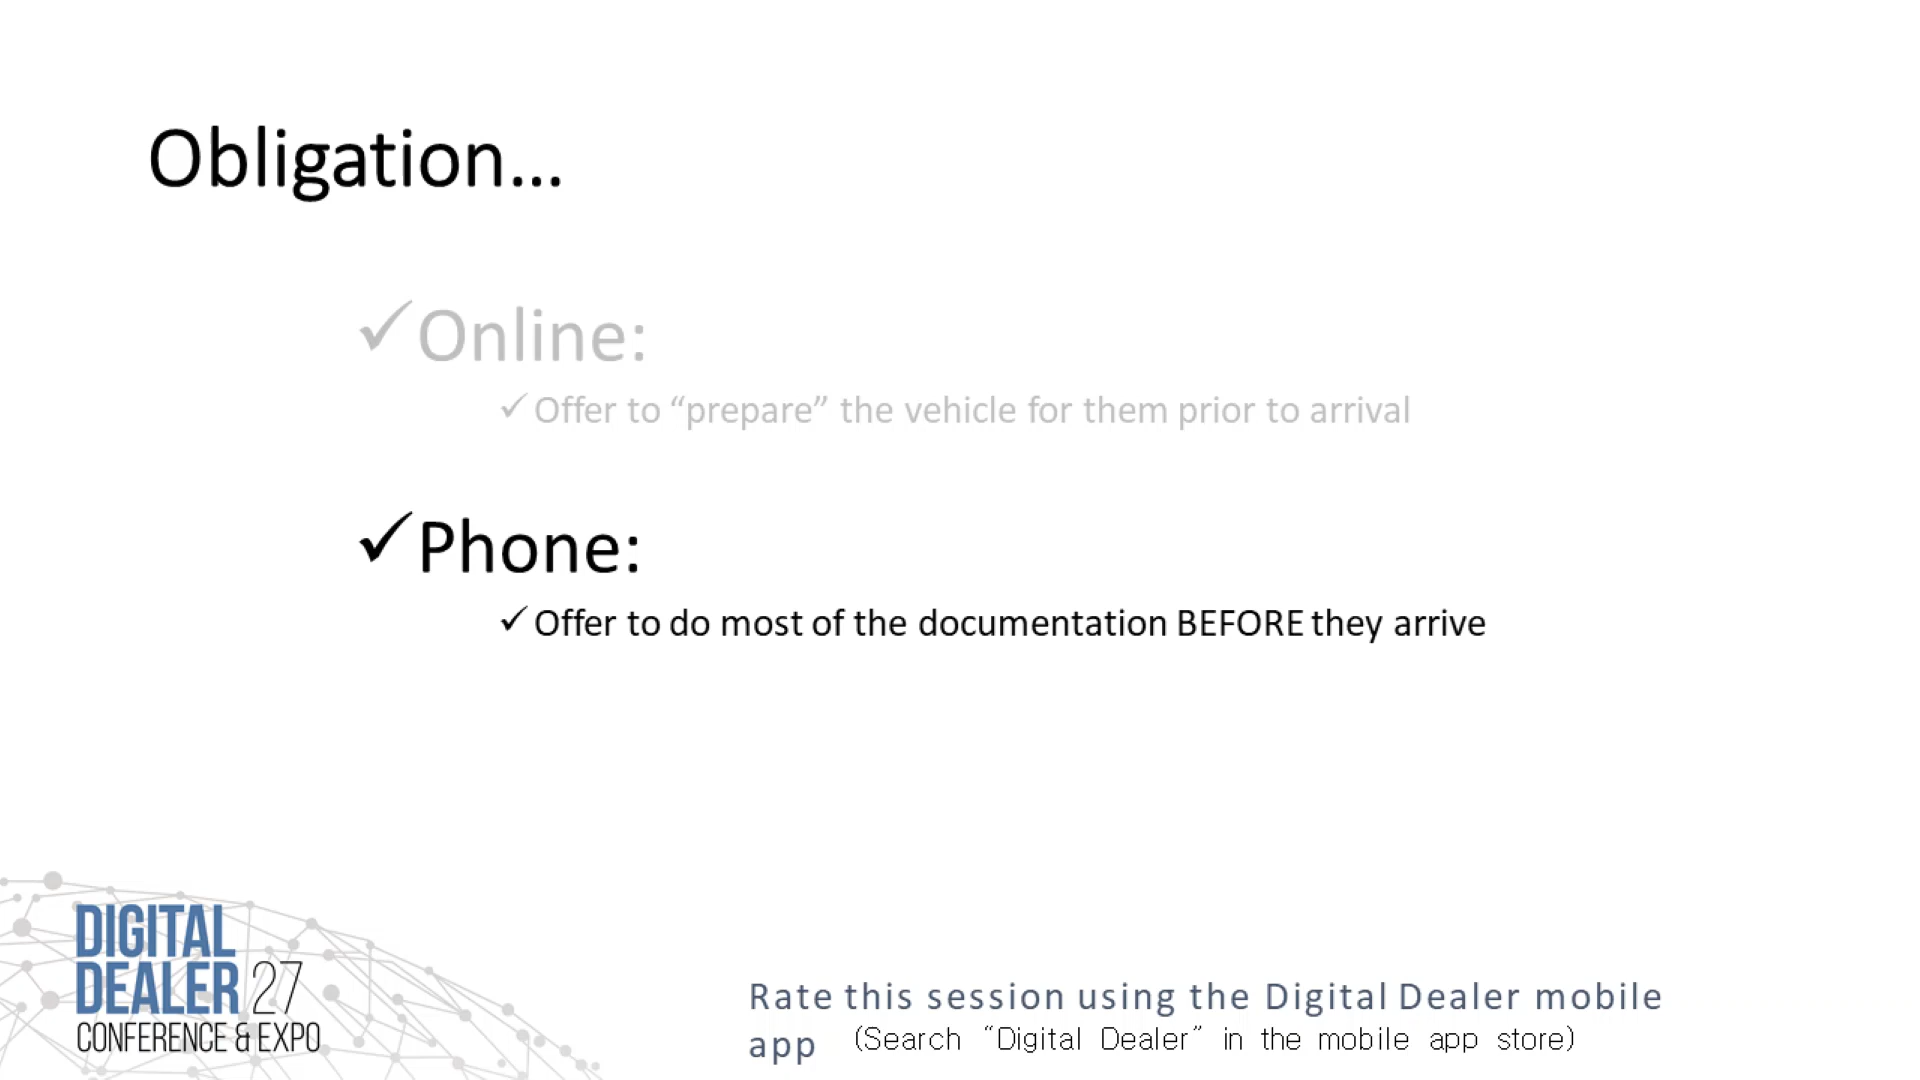 Obligation…
✓Online:
✓Offer to “prepare” the vehicle for them prior to arrival
✓Phone:
✓Offer to do most of the documentation BEFORE they arrive
DIGITAL
DEALER 27
CONFERENCE & EXPO
Rate this session using the Digital Dealer mobile
app (Search “Digital Dealer” in the mobile app store)